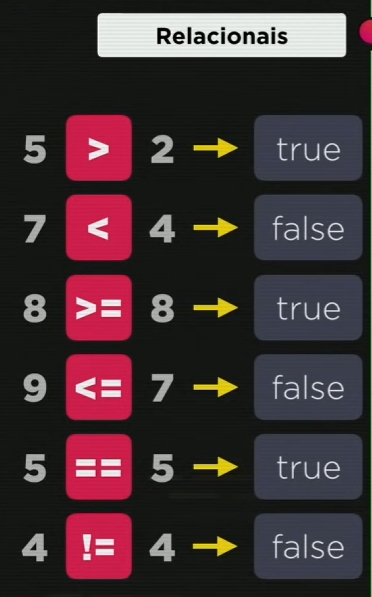 Relacionais
5 > 2 → true
7 < 4 → false
8 >= 8 → true
9 <= 7 → false
5 == 5 → true
4 != 4 → false